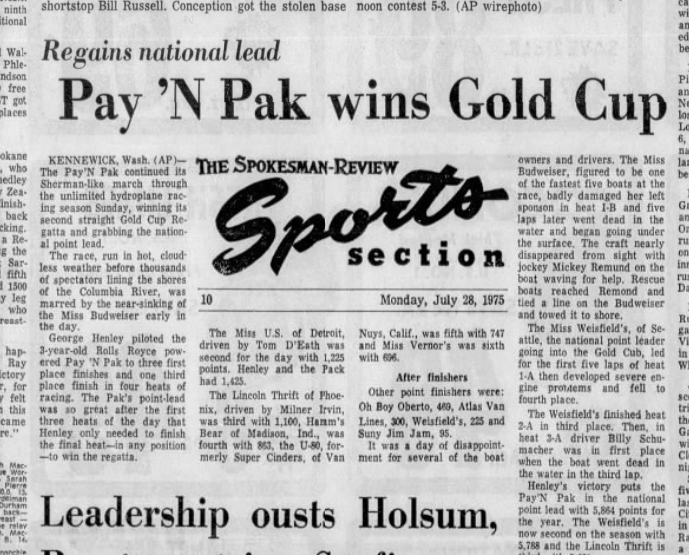 shortstop Bill Russell. Conception got the stolen base
noon contest 5-3. (AP wirephoto)
Regains national lead
Pay 'N Pak wins Gold Cup
KENNEWICK, Wash. (AP)—
The Pay'N Pak continued its
Sherman-like march through
the unlimited hydroplane rac-
ing season Sunday, winning its
second straight Gold Cup Re-
gatta and grabbing the nation-
al point lead.
The race, run in hot, cloud-
less weather before thousands
of spectators lining the shores
of the Columbia River, was
marred by the near-sinking of
the Miss Budweiser early in
the day.
George Henley piloted the
3-year-old Rolls Royce pow-
ered Pay 'N Pak to three first
place finishes and one third
place finish in four heats of
racing. The Pak's point-lead
was so great after the first
three heats of the day that
Henley only needed to finish
the final heat—in any position
—to win the regatta.
THE SPOKESMAN-REVIEW
Sports
section
10
Monday, July 28, 1975
The Miss U.S. of Detroit,
driven by Tom D'Eath was
second for the day with 1,225
points. Henley and the Pack
had 1,425.
The Lincoln Thrift of Phoe-
nix, driven by Milner Irvin,
was third with 1,100, Hamm's
Bear of Madison, Ind., was
fourth with 863, the U-80, for-
merly Super Cinders, of Van
Nuys, Calif., was fifth with 747
and Miss Vernor's was sixth
with 696.
After finishers
Other point finishers were:
Oh Boy Oberto, 469, Atlas Van
Lines, 300, Weisfield's, 225 and
Suny Jim Jam, 95.
It was a day of disappoint-
ment for several of the boat
owners and drivers. The Miss
Budweiser, figured to be one
of the fastest five boats at the
race, badly damaged her left
sponson in heat 1-B and five
laps later went dead in the
water and began going under
the surface. The craft nearly
disappeared from sight with
jockey Mickey Remund on the
boat waving for help. Rescue
boats reached Remond and
tied a line on the Budweiser
and towed it to shore.
The Miss Weisfield's, of Se-
attle, the national point leader
going into the Gold Cub, led
for the first five laps of heat
1-A then developed severe en-
gine problems and fell to
fourth place.
The Weisfield's finished heat
2-A in third place. Then, in
heat 3-A driver Billy Schu-
macher was in first place
when the boat went dead in
the water in the third lap.
Henley's victory puts the
Pay'N Pak in the national
point lead with 5,864 points for
the year. The Weisfield's is
now second on the season with
5,788 and the Lincoln Thrift is
Leadership ousts Holsum,